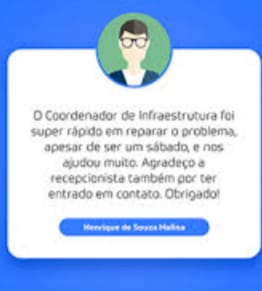 O Coordenador de Infraestrutura foi
super rápido em reparar o problema,
apesar de ser um sábado, e nos
ajudou muito. Agradeço a
recepcionista também por ter
entrado em contato. Obrigado!
Henrique de Souza Malina